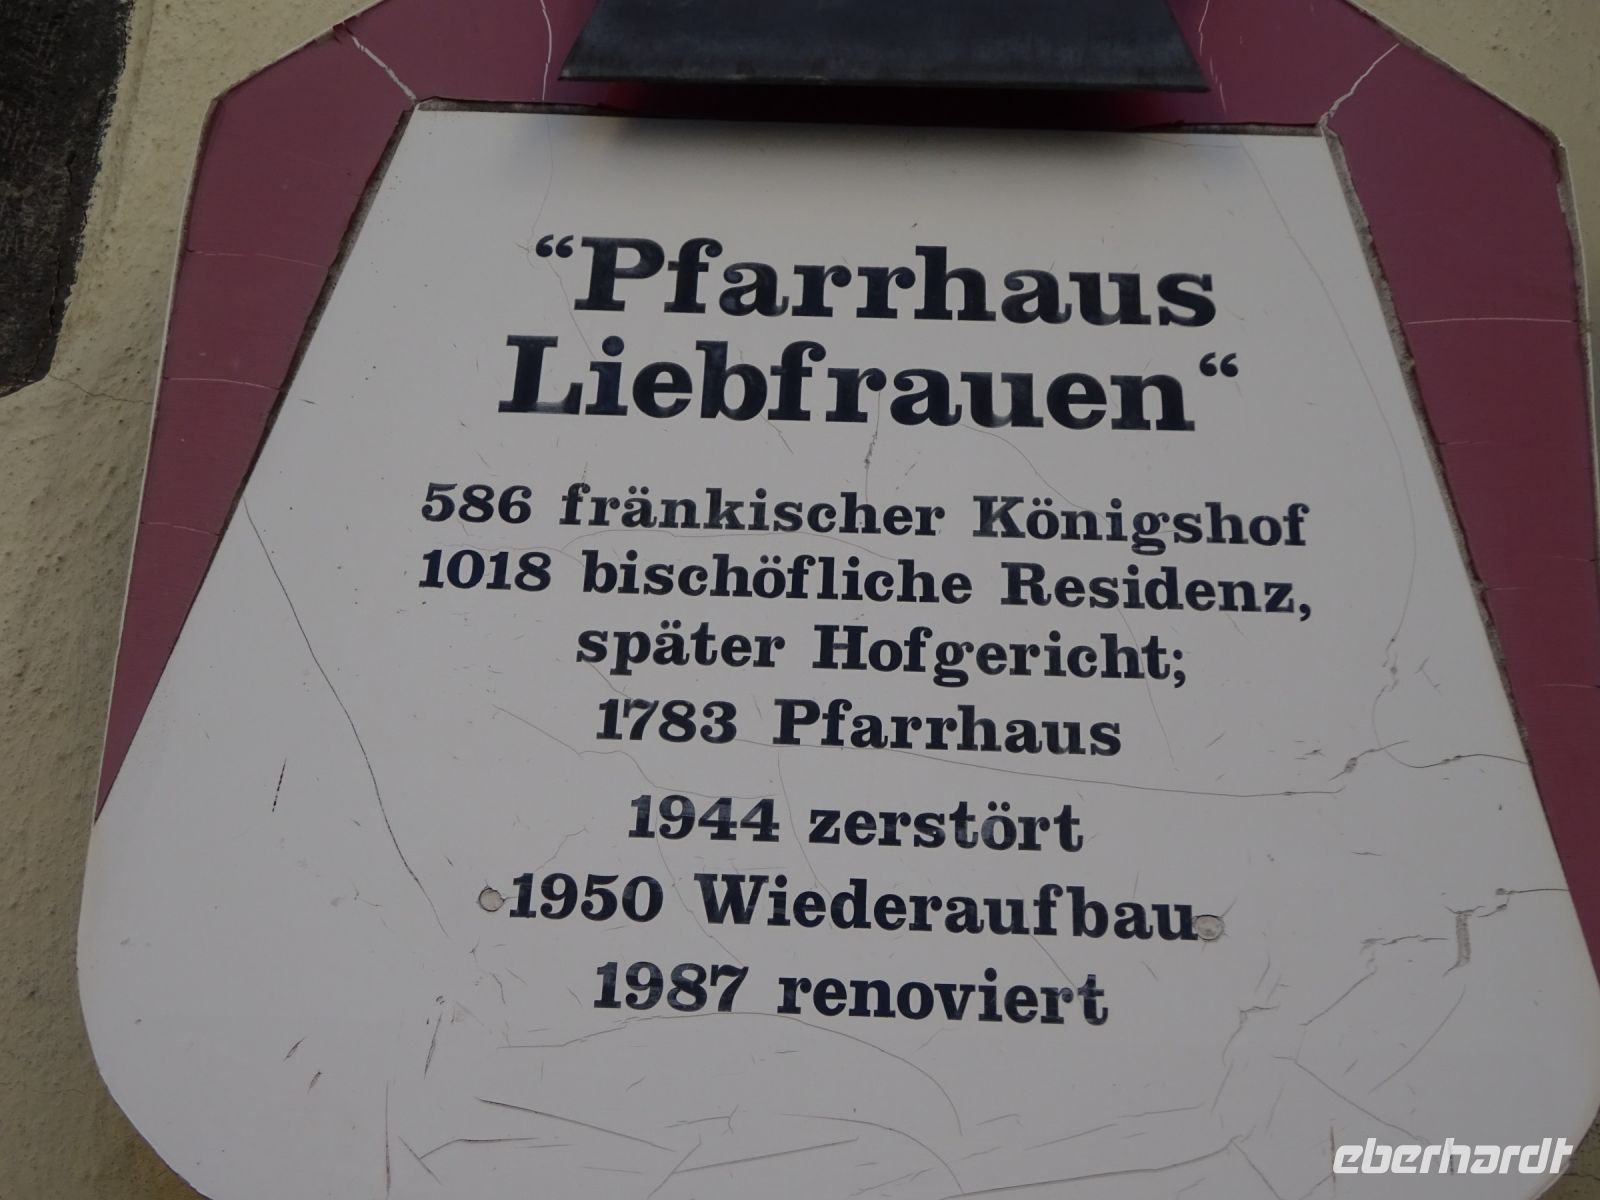 “Pfarrhaus
Liebfrauen“
586 fränkischer Königshof
1018 bischöfliche Residenz,
später Hofgericht;
1783 Pfarrhaus
1944 zerstört
1950 Wiederaufbau
1987 renoviert
eberhardt